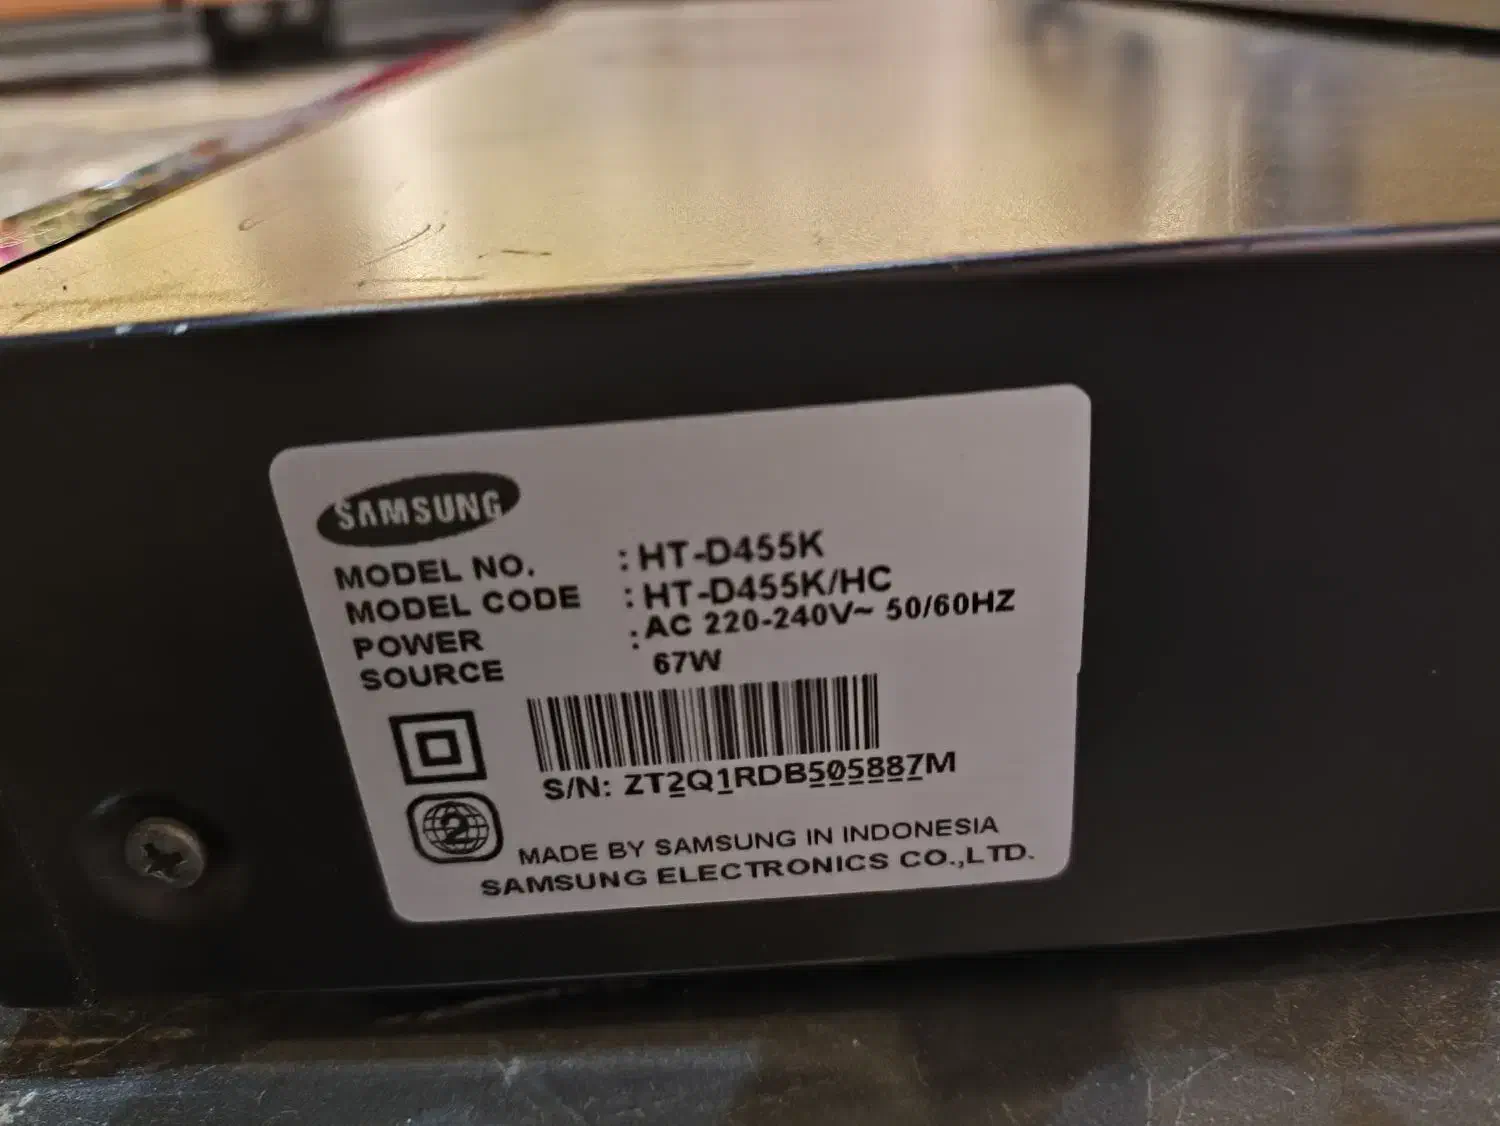 SAMSUNG
MODEL NO. : HT-D455K
MODEL CODE : HT-D455K/HC
POWER SOURCE : AC 220-240V~ 50/60HZ
67W
S/N: ZT2Q1RDB505887M
2
MADE BY SAMSUNG IN INDONESIA
SAMSUNG ELECTRONICS CO.,LTD.